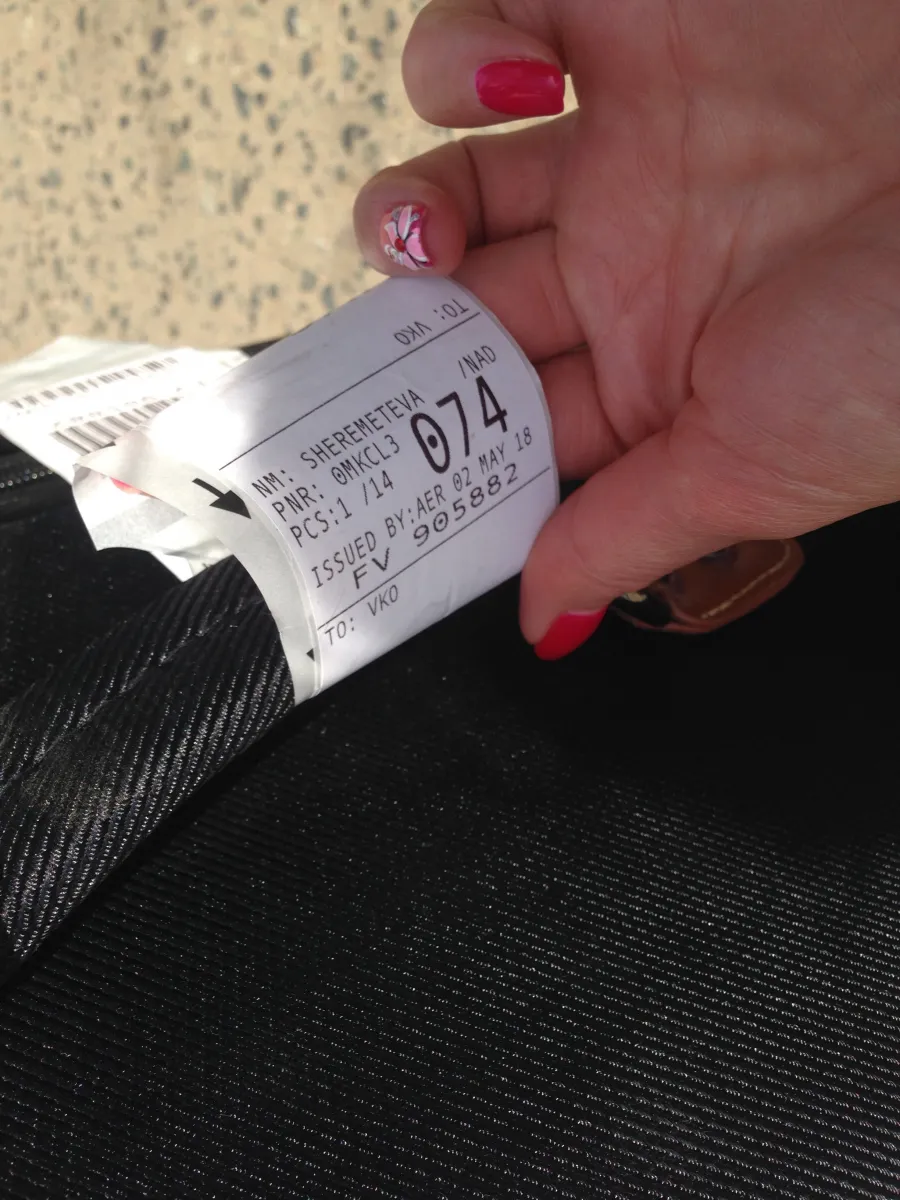 TO: VKO
NM: SHEREMETEVA /NAD
PNR: 0MKCL3 074
PCS:1 /14
ISSUED BY:AER 02 MAY 18
FV 905882
TO: VKO